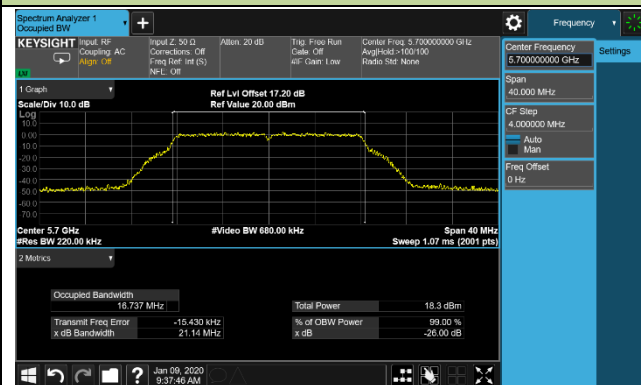 Spectrum Analyzer 1
Occupied BW
+
Frequency
KEYSIGHT
Input: RF
Coupling: AC
Align: Off
Input Z: 50 Ω
Corrections: Off
Freq Ref: Int (S)
NFE: Off
Atten: 20 dB
Trig: Free Run
Gate: Off
#IF Gain: Low
Center Freq: 5.700000000 GHz
Avg|Hold:>100/100
Radio Std: None
LXI
Center Frequency
5.700000000 GHz
Settings
Span
40.000 MHz
CF Step
4.000000 MHz
Auto
Man
Freq Offset
0 Hz
1 Graph
Scale/Div 10.0 dB
Ref Lvl Offset 17.20 dB
Ref Value 20.00 dBm
Log
10.0
0.00
-10.0
-20.0
-30.0
-40.0
-50.0
-60.0
-70.0
Center 5.7 GHz
#Video BW 680.00 kHz
Span 40 MHz
#Res BW 220.00 kHz
Sweep 1.07 ms (2001 pts)
2 Metrics
Occupied Bandwidth
16.737 MHz
Total Power 18.3 dBm
Transmit Freq Error -15.430 kHz
% of OBW Power 99.00 %
x dB Bandwidth 21.14 MHz
x dB -26.00 dB
?
Jan 09, 2020
9:37:46 AM